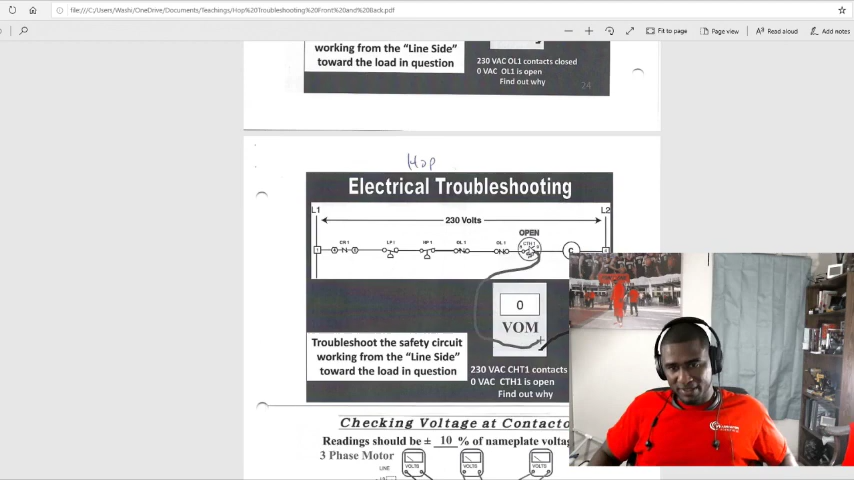 file:///C:/Users/Washi/OneDrive/Documents/Teachings/Hop%20Troubleshooting%20Front%20and%20Back.pdf
Fit to page
Page view
Read aloud
Add notes
working from the "Line Side"
toward the load in question
230 VAC OL1 contacts closed
0 VAC OL1 is open
Find out why
24
Hop
Electrical Troubleshooting
L1
L2
230 Volts
OPEN
CR 1
LP 1
HP 1
OL 1
OL 1
CTH 1
C
0
VOM
Troubleshoot the safety circuit
working from the "Line Side"
toward the load in question
230 VAC CHT1 contacts
0 VAC CTH1 is open
Find out why
Checking Voltage at Contacto
Readings should be ± 10 % of nameplate voltag
3 Phase Motor
LINE
VOLTS
VOLTS
VOLTS